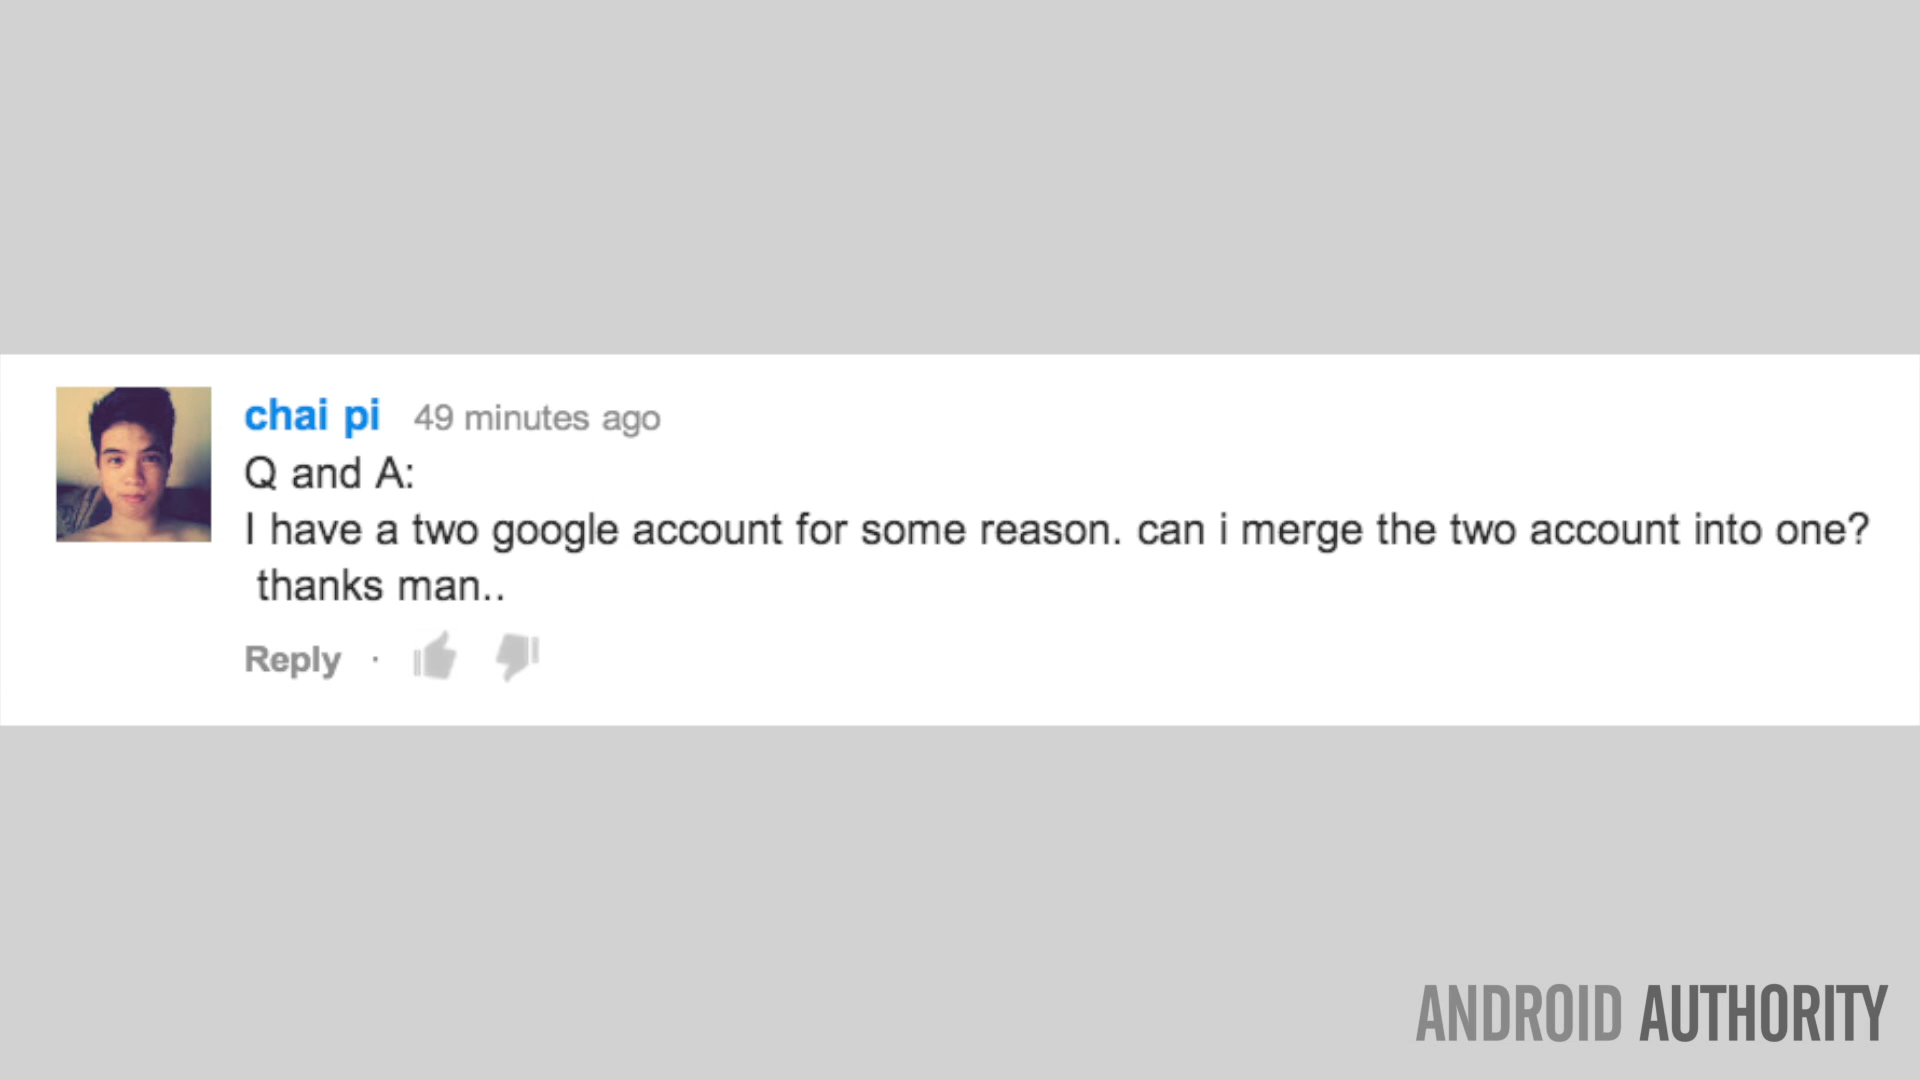 chai pi 49 minutes ago
Q and A:
I have a two google account for some reason. can i merge the two account into one?
thanks man..
Reply ·
ANDROID AUTHORITY